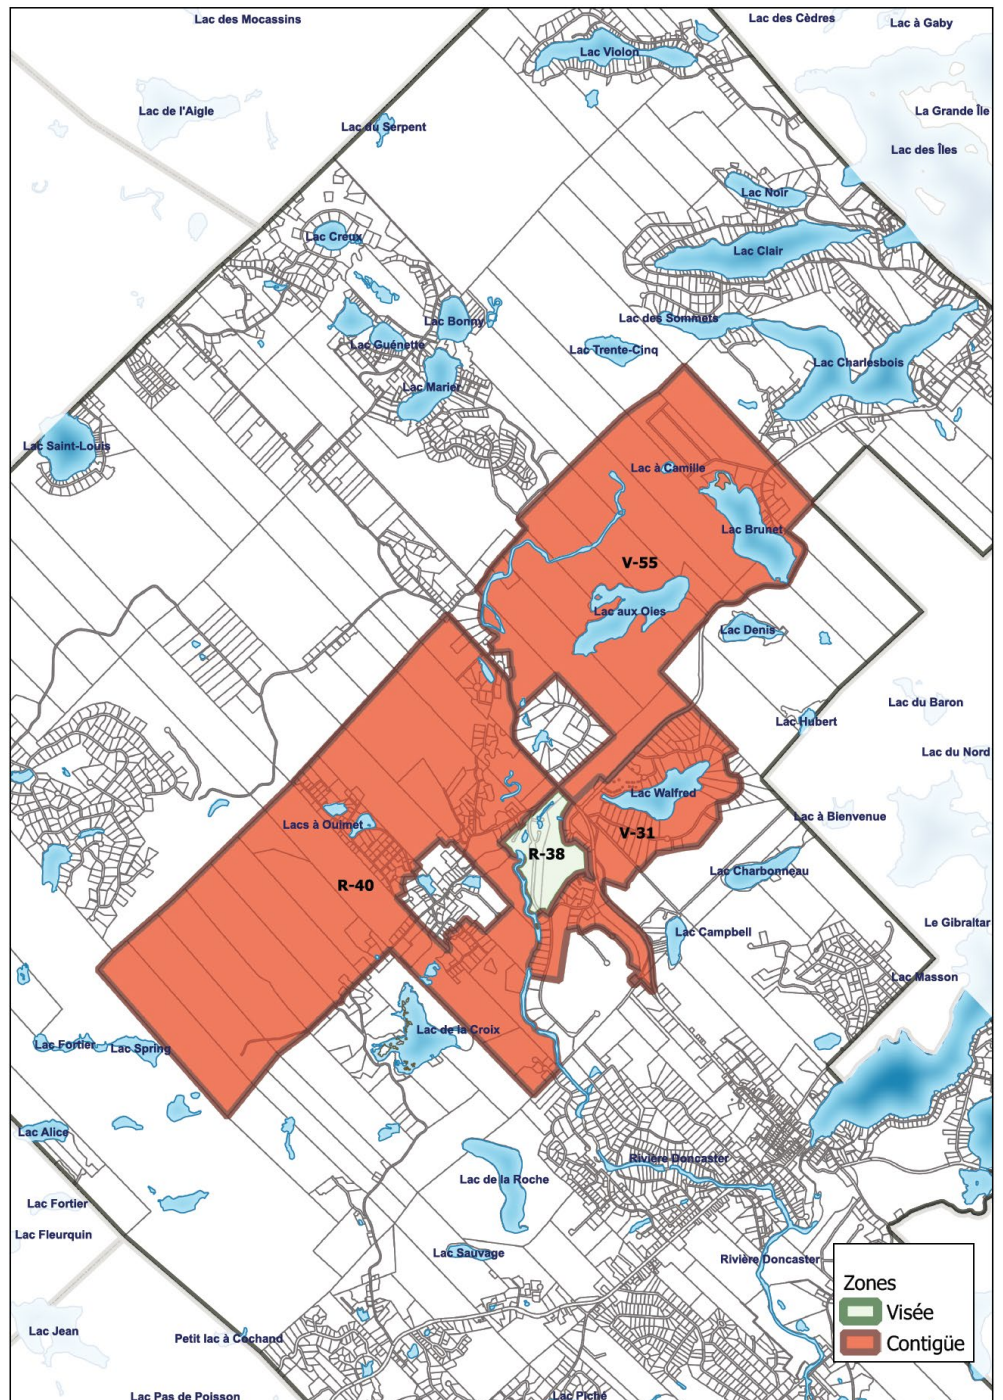 Lac des Mocassins
Lac des Cèdres
Lac à Gaby
Lac Violon
Lac de l'Aigle
La Grande Île
Lac du Serpent
Lac des Îles
Lac Noir
Lac Creux
Lac Clair
Lac Bonny
Lac des Sommets
Lac Guénette
Lac Trente-Cinq
Lac Charlesbois
Lac Marier
Lac Saint-Louis
Lac à Camille
Lac Brunet
V-55
Lac aux Oies
Lac Denis
Lac du Baron
Lac Hubert
Lac du Nord
Lac Walfred
Lac à Bienvenue
Lacs à Ouimet
V-31
R-38
Lac Charbonneau
R-40
Le Gibraltar
Lac Campbell
Lac Masson
Lac de la Croix
Lac Fortier
Lac Spring
Lac Alice
Rivière Doncaster
Lac de la Roche
Lac Fortier
Lac Fleurquin
Lac Sauvage
Rivière Doncaster
Zones
Visée
Contigüe
Lac Jean
Petit lac à Cochand
Lac Pas de Poisson
Lac Piché